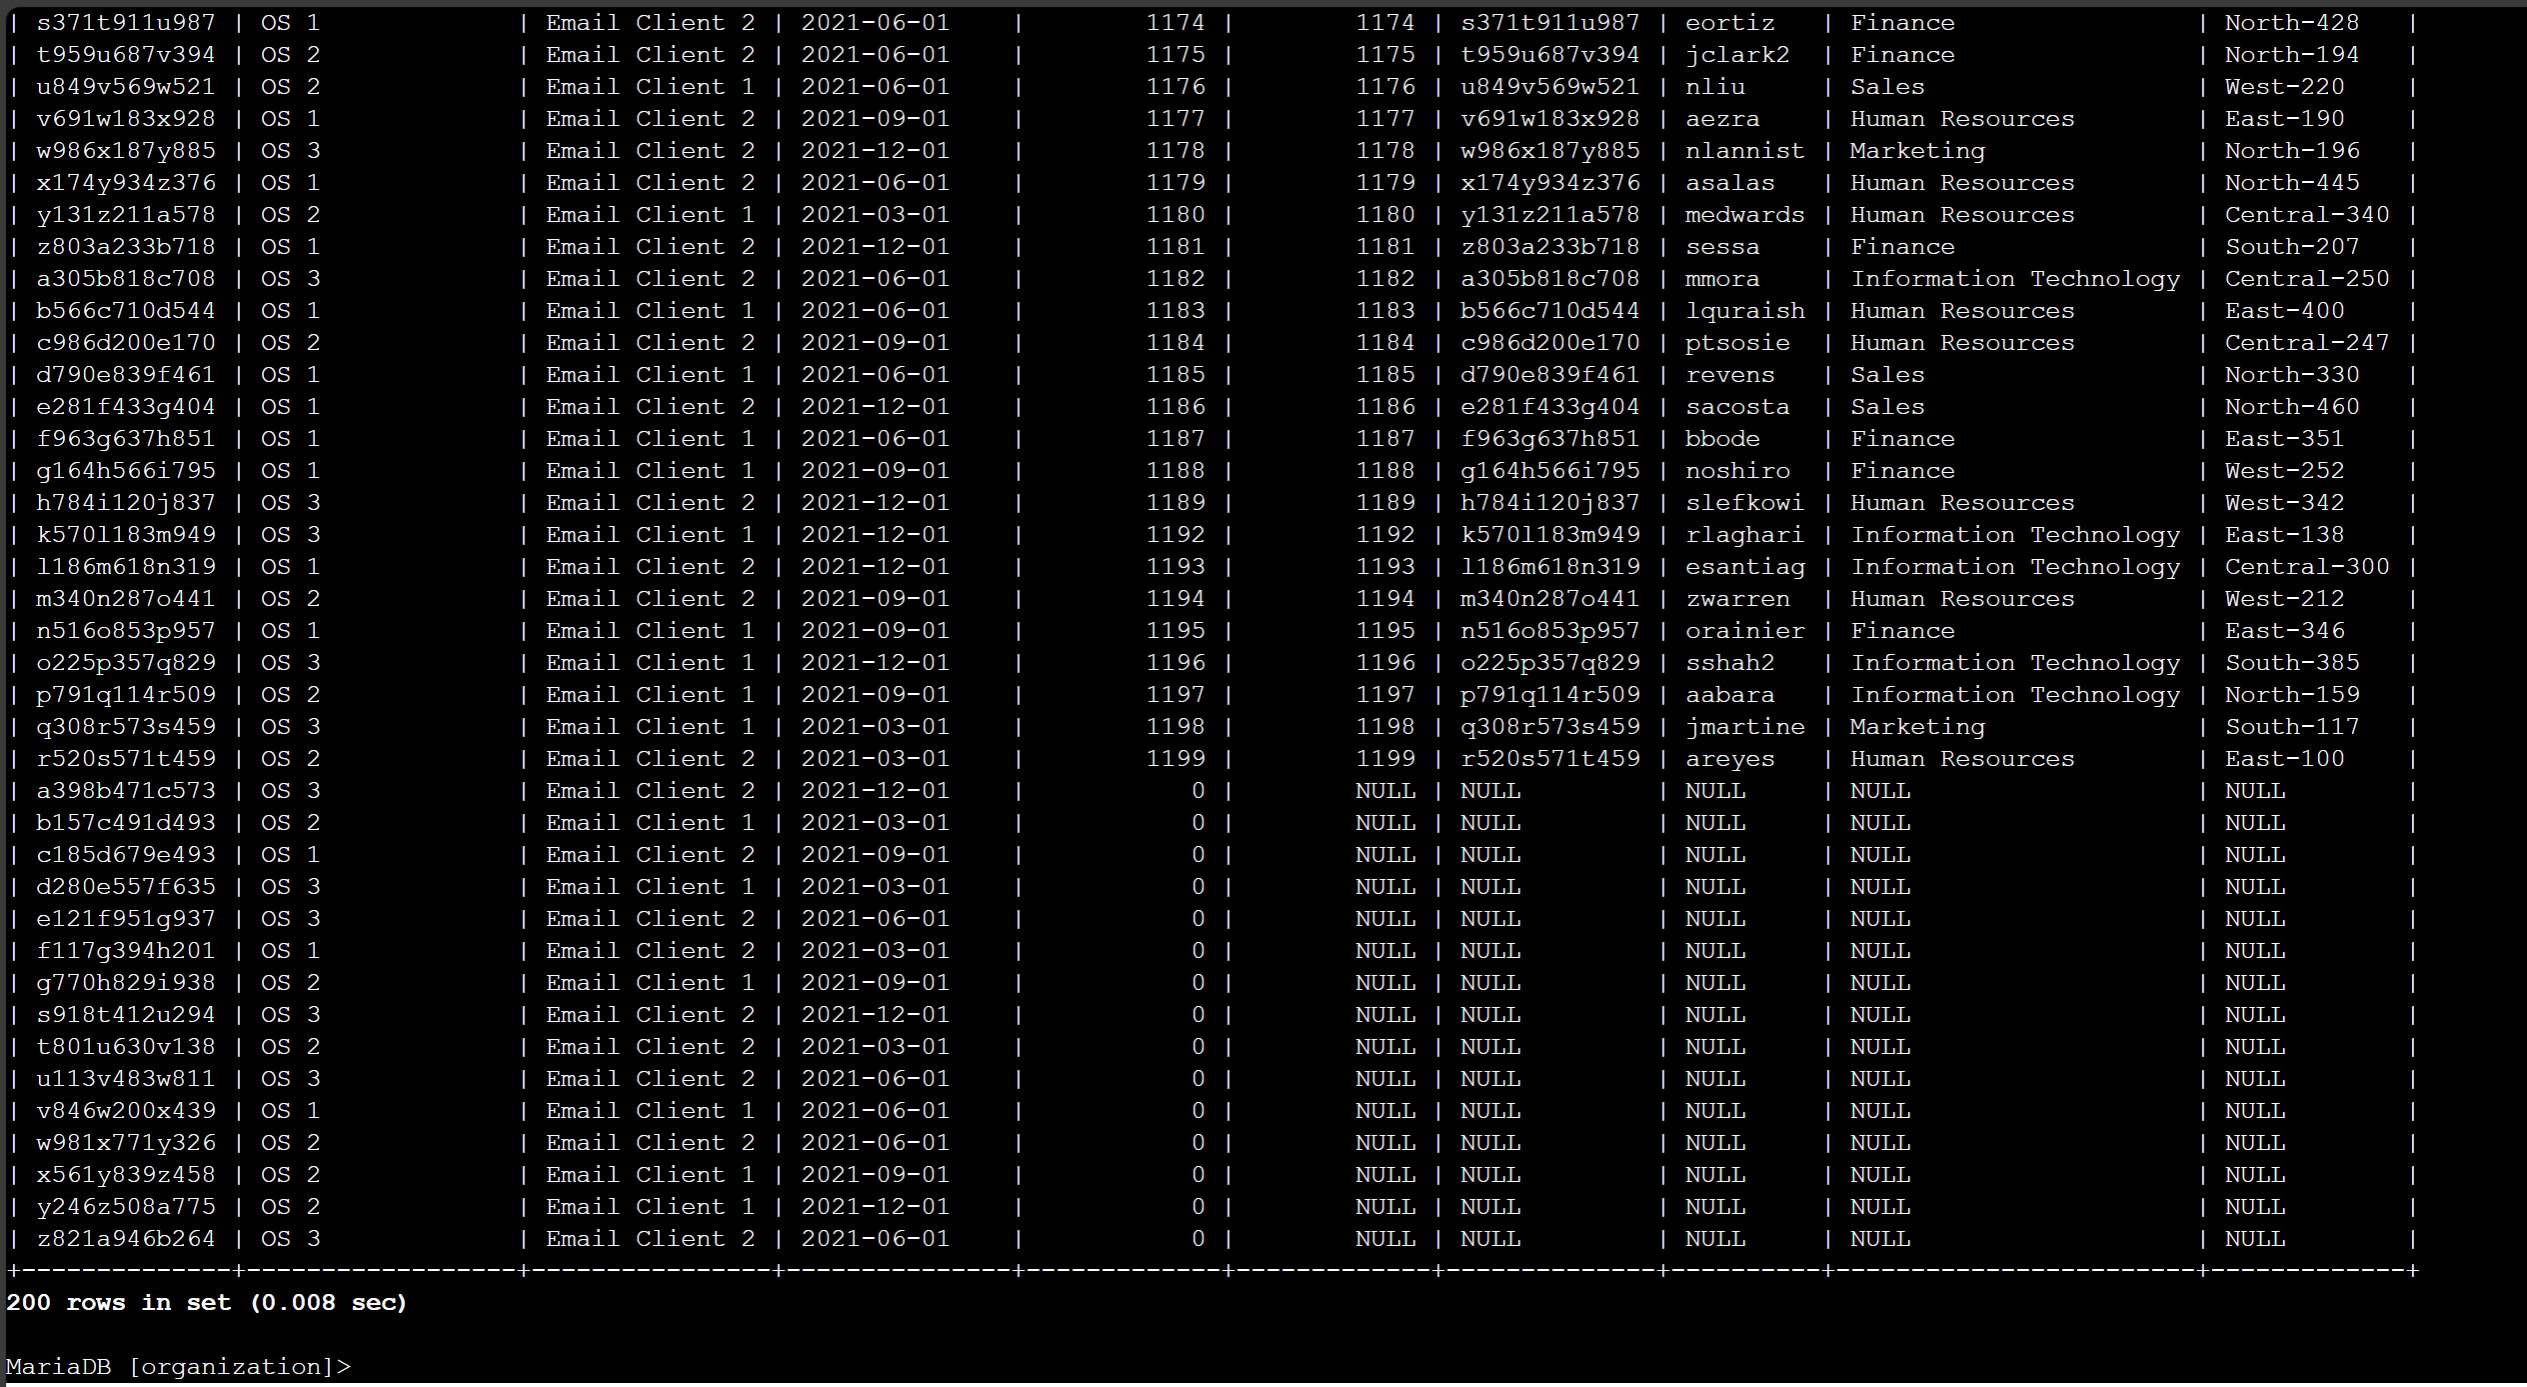 | s371t911u987 | OS 1             | Email Client 2 | 2021-06-01    |        1174 |        1174 | s371t911u987 | eortiz   | Finance                | North-428   |
| t959u687v394 | OS 2             | Email Client 2 | 2021-06-01    |        1175 |        1175 | t959u687v394 | jclark2  | Finance                | North-194   |
| u849v569w521 | OS 2             | Email Client 1 | 2021-06-01    |        1176 |        1176 | u849v569w521 | nliu     | Sales                  | West-220    |
| v691w183x928 | OS 1             | Email Client 2 | 2021-09-01    |        1177 |        1177 | v691w183x928 | aezra    | Human Resources        | East-190    |
| w986x187y885 | OS 3             | Email Client 2 | 2021-12-01    |        1178 |        1178 | w986x187y885 | nlannist | Marketing              | North-196   |
| x174y934z376 | OS 1             | Email Client 2 | 2021-06-01    |        1179 |        1179 | x174y934z376 | asalas   | Human Resources        | North-445   |
| y131z211a578 | OS 2             | Email Client 1 | 2021-03-01    |        1180 |        1180 | y131z211a578 | medwards | Human Resources        | Central-340 |
| z803a233b718 | OS 1             | Email Client 2 | 2021-12-01    |        1181 |        1181 | z803a233b718 | sessa    | Finance                | South-207   |
| a305b818c708 | OS 3             | Email Client 2 | 2021-06-01    |        1182 |        1182 | a305b818c708 | mmora    | Information Technology | Central-250 |
| b566c710d544 | OS 1             | Email Client 1 | 2021-06-01    |        1183 |        1183 | b566c710d544 | lquraish | Human Resources        | East-400    |
| c986d200e170 | OS 2             | Email Client 2 | 2021-09-01    |        1184 |        1184 | c986d200e170 | ptsosie  | Human Resources        | Central-247 |
| d790e839f461 | OS 1             | Email Client 1 | 2021-06-01    |        1185 |        1185 | d790e839f461 | revens   | Sales                  | North-330   |
| e281f433g404 | OS 1             | Email Client 2 | 2021-12-01    |        1186 |        1186 | e281f433g404 | sacosta  | Sales                  | North-460   |
| f963g637h851 | OS 1             | Email Client 1 | 2021-06-01    |        1187 |        1187 | f963g637h851 | bbode    | Finance                | East-351    |
| g164h566i795 | OS 1             | Email Client 1 | 2021-09-01    |        1188 |        1188 | g164h566i795 | noshiro  | Finance                | West-252    |
| h784i120j837 | OS 3             | Email Client 2 | 2021-12-01    |        1189 |        1189 | h784i120j837 | slefkowi | Human Resources        | West-342    |
| k570l183m949 | OS 3             | Email Client 1 | 2021-12-01    |        1192 |        1192 | k570l183m949 | rlaghari | Information Technology | East-138    |
| l186m618n319 | OS 1             | Email Client 2 | 2021-12-01    |        1193 |        1193 | l186m618n319 | esantiag | Information Technology | Central-300 |
| m340n287o441 | OS 2             | Email Client 2 | 2021-09-01    |        1194 |        1194 | m340n287o441 | zwarren  | Human Resources        | West-212    |
| n516o853p957 | OS 1             | Email Client 1 | 2021-09-01    |        1195 |        1195 | n516o853p957 | orainier | Finance                | East-346    |
| o225p357q829 | OS 3             | Email Client 1 | 2021-12-01    |        1196 |        1196 | o225p357q829 | sshah2   | Information Technology | South-385   |
| p791q114r509 | OS 2             | Email Client 1 | 2021-09-01    |        1197 |        1197 | p791q114r509 | aabara   | Information Technology | North-159   |
| q308r573s459 | OS 3             | Email Client 1 | 2021-03-01    |        1198 |        1198 | q308r573s459 | jmartine | Marketing              | South-117   |
| r520s571t459 | OS 2             | Email Client 2 | 2021-03-01    |        1199 |        1199 | r520s571t459 | areyes   | Human Resources        | East-100    |
| a398b471c573 | OS 3             | Email Client 2 | 2021-12-01    |           0 |        NULL | NULL         | NULL     | NULL                   | NULL        |
| b157c491d493 | OS 2             | Email Client 1 | 2021-03-01    |           0 |        NULL | NULL         | NULL     | NULL                   | NULL        |
| c185d679e493 | OS 1             | Email Client 2 | 2021-09-01    |           0 |        NULL | NULL         | NULL     | NULL                   | NULL        |
| d280e557f635 | OS 3             | Email Client 1 | 2021-03-01    |           0 |        NULL | NULL         | NULL     | NULL                   | NULL        |
| e121f951g937 | OS 3             | Email Client 2 | 2021-06-01    |           0 |        NULL | NULL         | NULL     | NULL                   | NULL        |
| f117g394h201 | OS 1             | Email Client 2 | 2021-03-01    |           0 |        NULL | NULL         | NULL     | NULL                   | NULL        |
| g770h829i938 | OS 2             | Email Client 1 | 2021-09-01    |           0 |        NULL | NULL         | NULL     | NULL                   | NULL        |
| s918t412u294 | OS 3             | Email Client 2 | 2021-12-01    |           0 |        NULL | NULL         | NULL     | NULL                   | NULL        |
| t801u630v138 | OS 2             | Email Client 2 | 2021-03-01    |           0 |        NULL | NULL         | NULL     | NULL                   | NULL        |
| u113v483w811 | OS 3             | Email Client 2 | 2021-06-01    |           0 |        NULL | NULL         | NULL     | NULL                   | NULL        |
| v846w200x439 | OS 1             | Email Client 1 | 2021-06-01    |           0 |        NULL | NULL         | NULL     | NULL                   | NULL        |
| w981x771y326 | OS 2             | Email Client 2 | 2021-06-01    |           0 |        NULL | NULL         | NULL     | NULL                   | NULL        |
| x561y839z458 | OS 2             | Email Client 1 | 2021-09-01    |           0 |        NULL | NULL         | NULL     | NULL                   | NULL        |
| y246z508a775 | OS 2             | Email Client 1 | 2021-12-01    |           0 |        NULL | NULL         | NULL     | NULL                   | NULL        |
| z821a946b264 | OS 3             | Email Client 2 | 2021-06-01    |           0 |        NULL | NULL         | NULL     | NULL                   | NULL        |
+--------------+------------------+----------------+---------------+-------------+-------------+--------------+----------+------------------------+-------------+
200 rows in set (0.008 sec)
MariaDB [organization]>